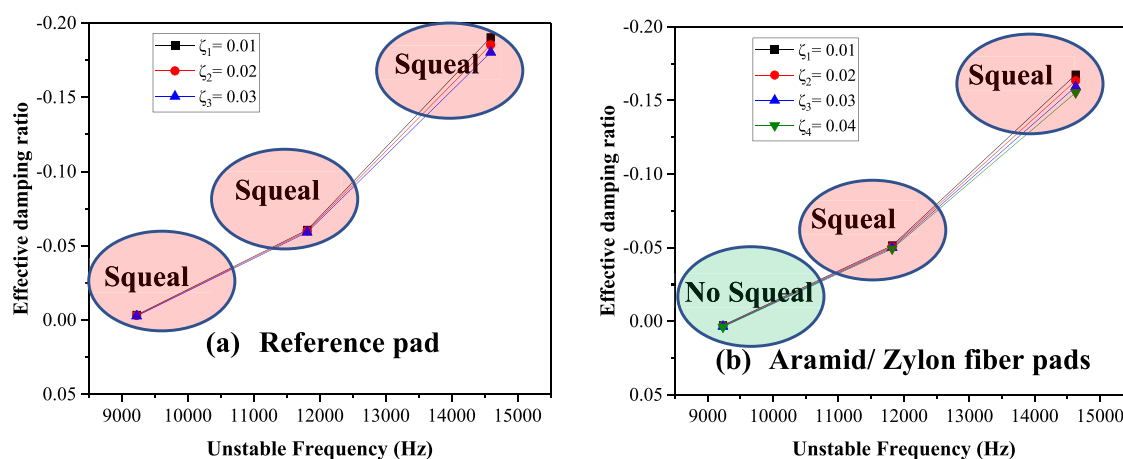 -0.20
-0.15
-0.10
-0.05
0.00
0.05
Effective damping ratio
ζ1= 0.01
ζ2= 0.02
ζ3= 0.03
Squeal
Squeal
Squeal
(a) Reference pad
9000 10000 11000 12000 13000 14000 15000
Unstable Frequency (Hz)
-0.20
-0.15
-0.10
-0.05
0.00
0.05
Effective damping ratio
ζ1= 0.01
ζ2= 0.02
ζ3= 0.03
ζ4= 0.04
Squeal
Squeal
No Squeal
(b) Aramid/ Zylon fiber pads
9000 10000 11000 12000 13000 14000 15000
Unstable Frequency (Hz)